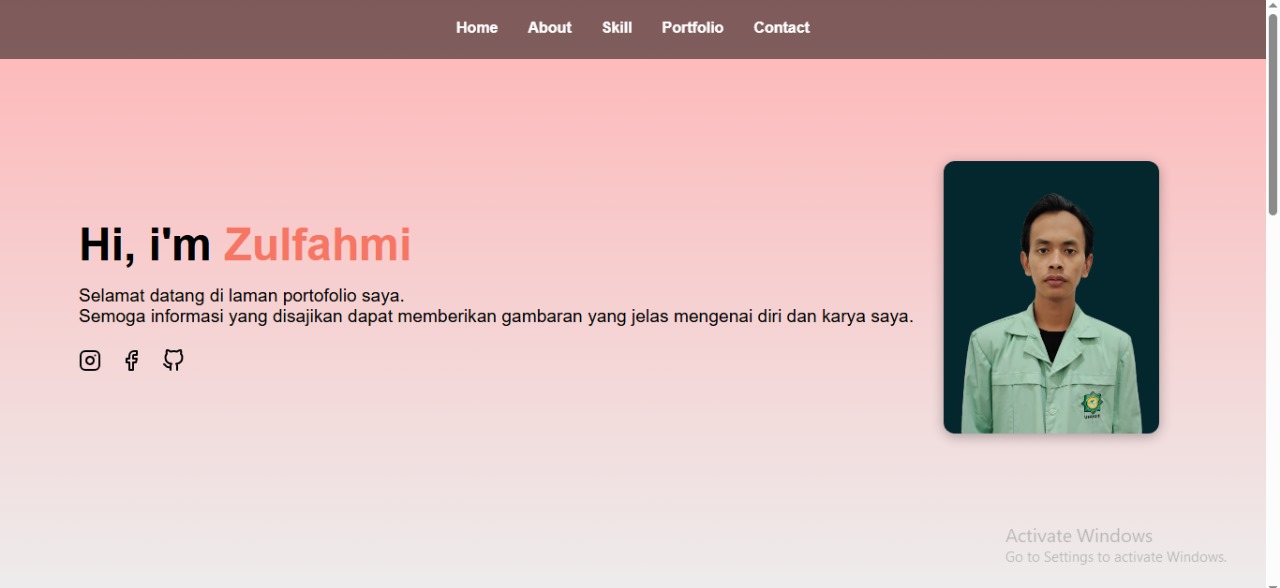 Home About Skill Portfolio Contact
Hi, i'm Zulfahmi
Selamat datang di laman portofolio saya.
Semoga informasi yang disajikan dapat memberikan gambaran yang jelas mengenai diri dan karya saya.
Activate Windows
Go to Settings to activate Windows.